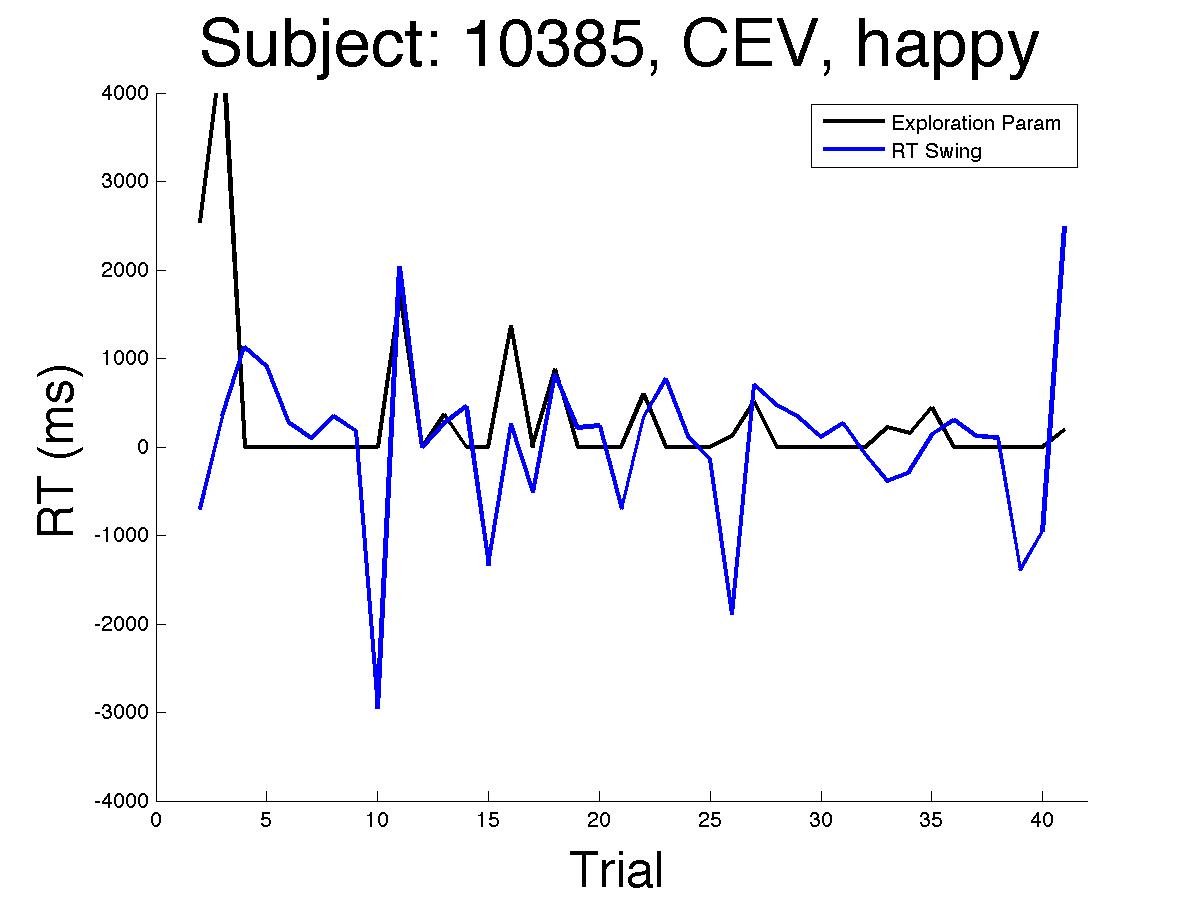 Subject: 10385, CEV, happy
Exploration Param
RT Swing
4000
3000
2000
1000
0
-1000
-2000
-3000
-4000
RT (ms)
0 5 10 15 20 25 30 35 40
Trial